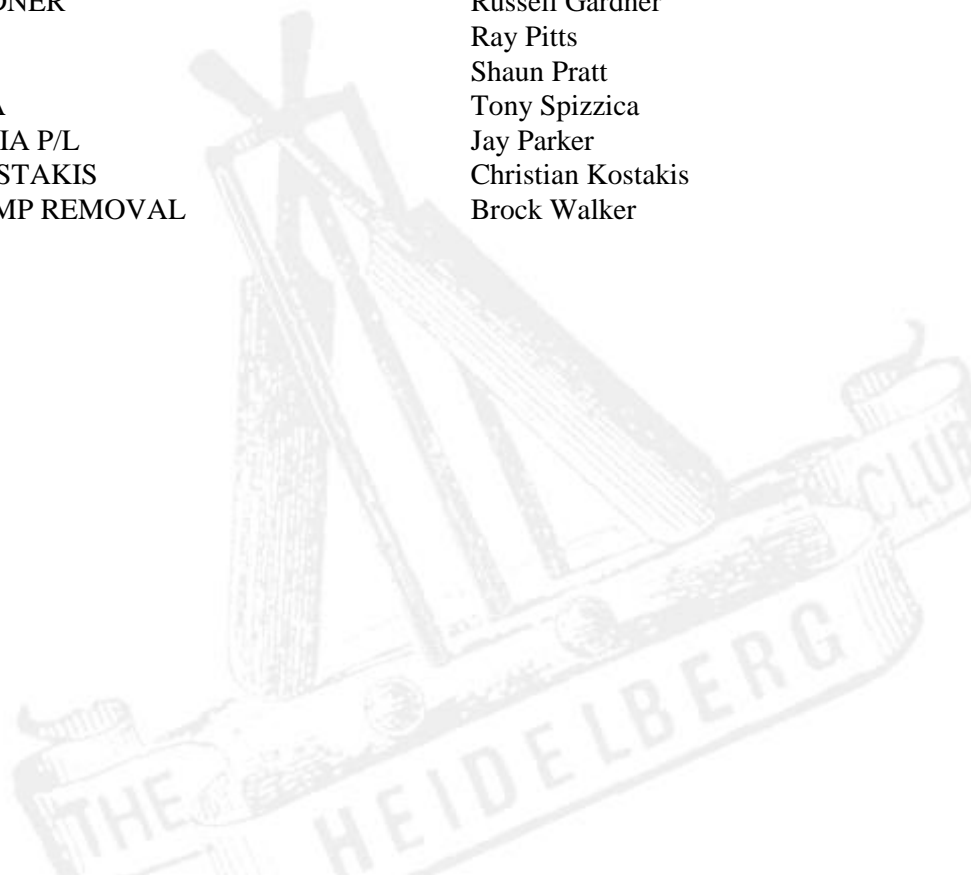 Russell Gardner
Ray Pitts
Shaun Pratt
Tony Spizzica
IA P/L Jay Parker
STAKIS Christian Kostakis
MP REMOVAL Brock Walker
THE HEIDELBERG CLUB